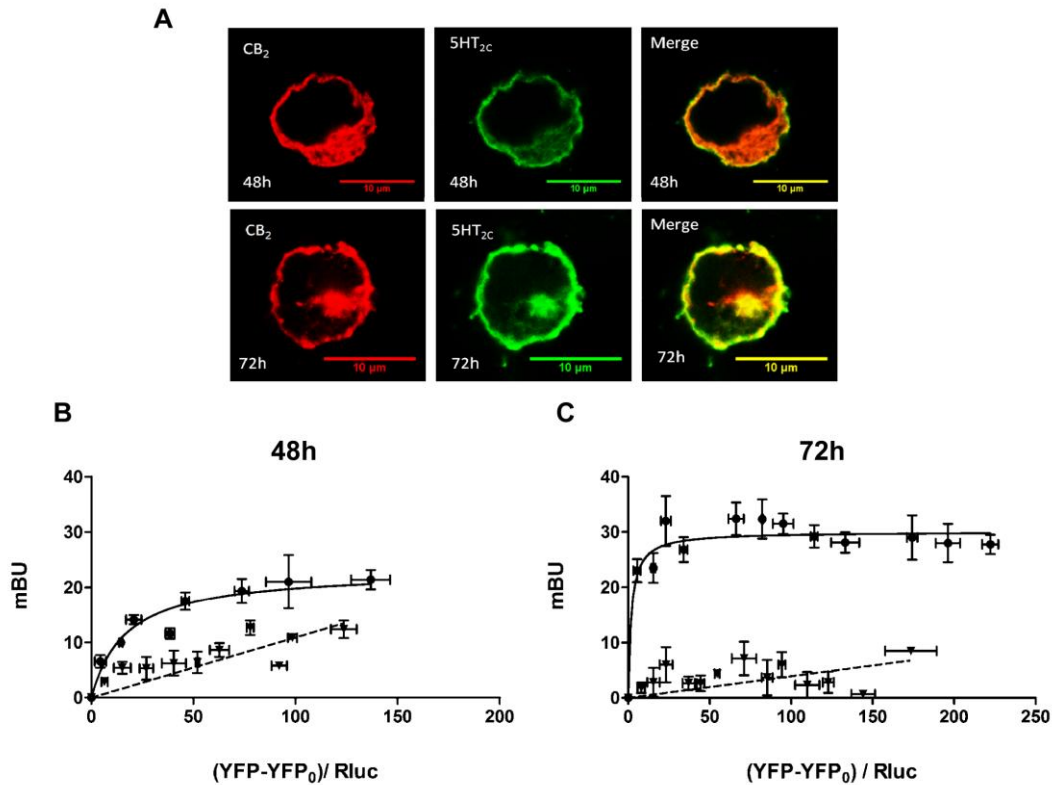 A
CB₂
5HT₂C
Merge
48h
10 µm
48h
10 µm
48h
10 µm
CB₂
5HT₂C
Merge
72h
10 µm
72h
10 µm
72h
10 µm
B
48h
mBU
40
30
20
10
0
0 50 100 150 200
(YFP-YFP₀)/ Rluc
C
72h
mBU
40
30
20
10
0
0 50 100 150 200 250
(YFP-YFP₀) / Rluc